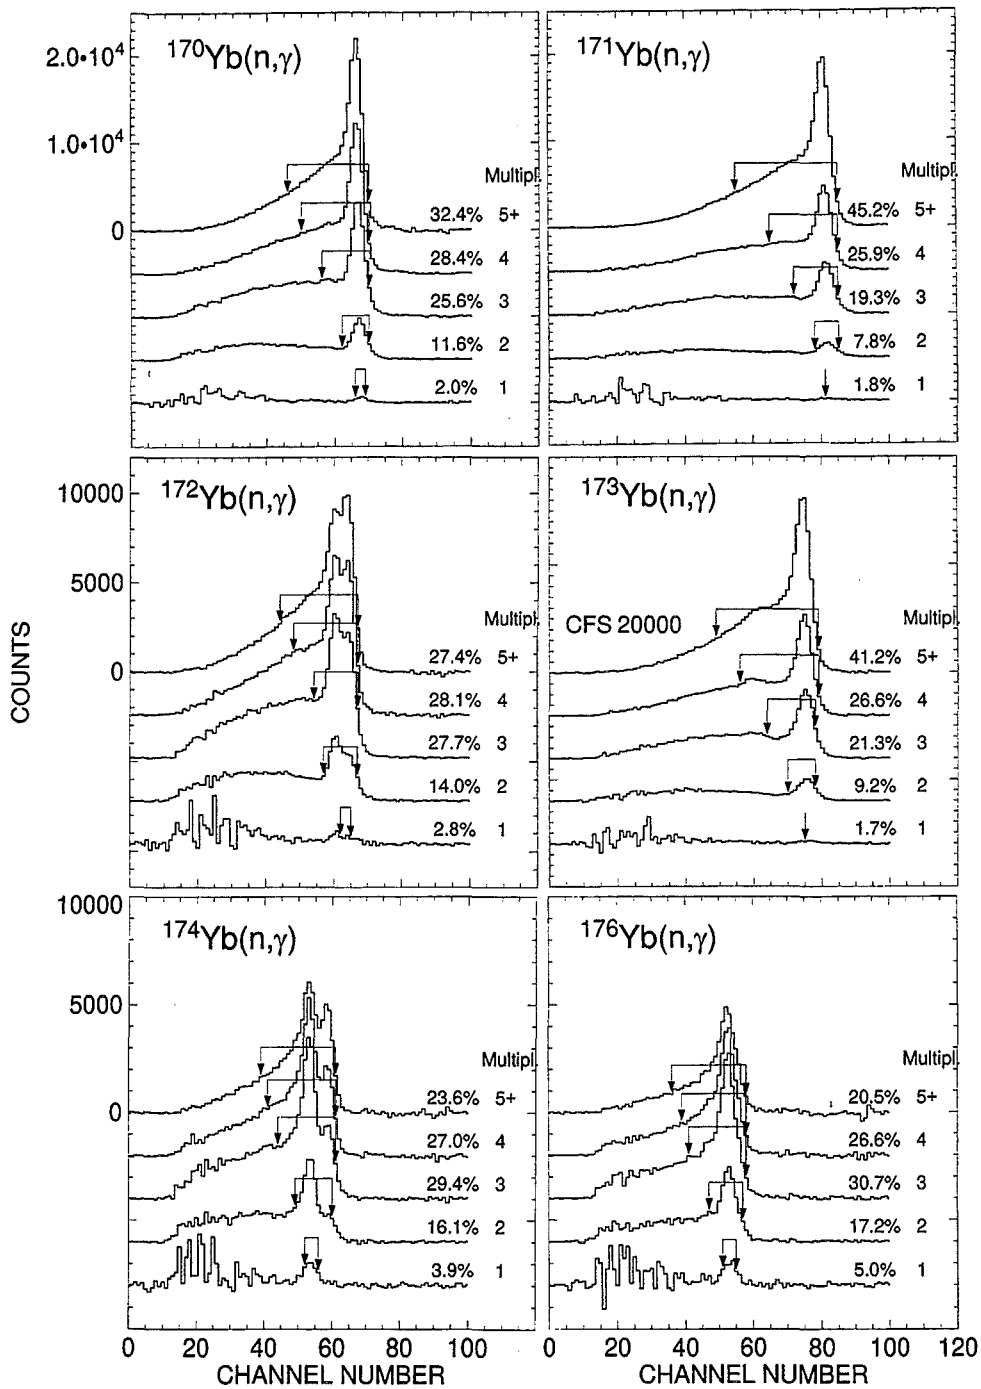 170Yb(n,γ)
2.0•10⁴
1.0•10⁴
0
Multipl.
32.4% 5+
28.4% 4
25.6% 3
11.6% 2
2.0% 1
171Yb(n,γ)
Multipl.
45.2% 5+
25.9% 4
19.3% 3
7.8% 2
1.8% 1
172Yb(n,γ)
10000
5000
0
Multipl.
27.4% 5+
28.1% 4
27.7% 3
14.0% 2
2.8% 1
173Yb(n,γ)
CFS 20000
Multipl.
41.2% 5+
26.6% 4
21.3% 3
9.2% 2
1.7% 1
COUNTS
174Yb(n,γ)
10000
5000
0
Multipl.
23.6% 5+
27.0% 4
29.4% 3
16.1% 2
3.9% 1
176Yb(n,γ)
Multipl.
20.5% 5+
26.6% 4
30.7% 3
17.2% 2
5.0% 1
0 20 40 60 80 100
CHANNEL NUMBER
0 20 40 60 80 100 120
CHANNEL NUMBER